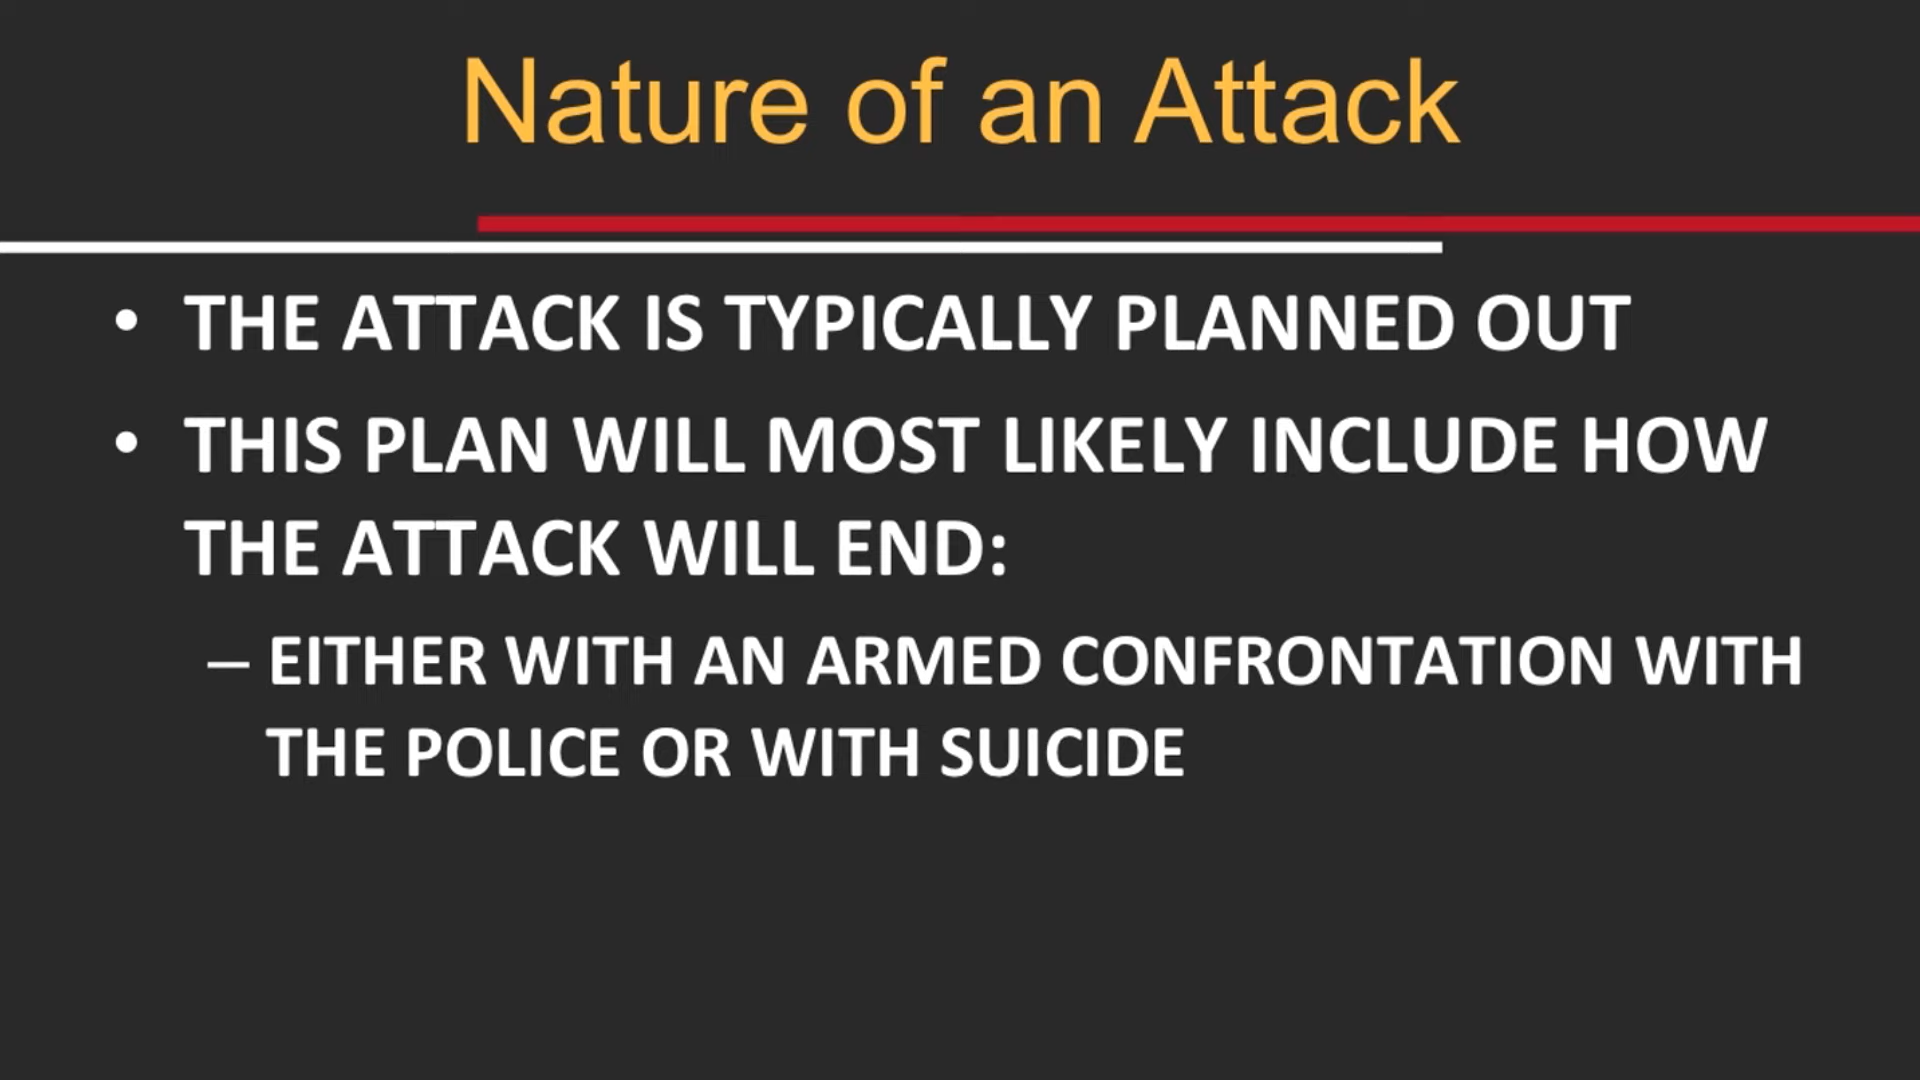 Nature of an Attack
• THE ATTACK IS TYPICALLY PLANNED OUT
• THIS PLAN WILL MOST LIKELY INCLUDE HOW
THE ATTACK WILL END:
– EITHER WITH AN ARMED CONFRONTATION WITH
THE POLICE OR WITH SUICIDE